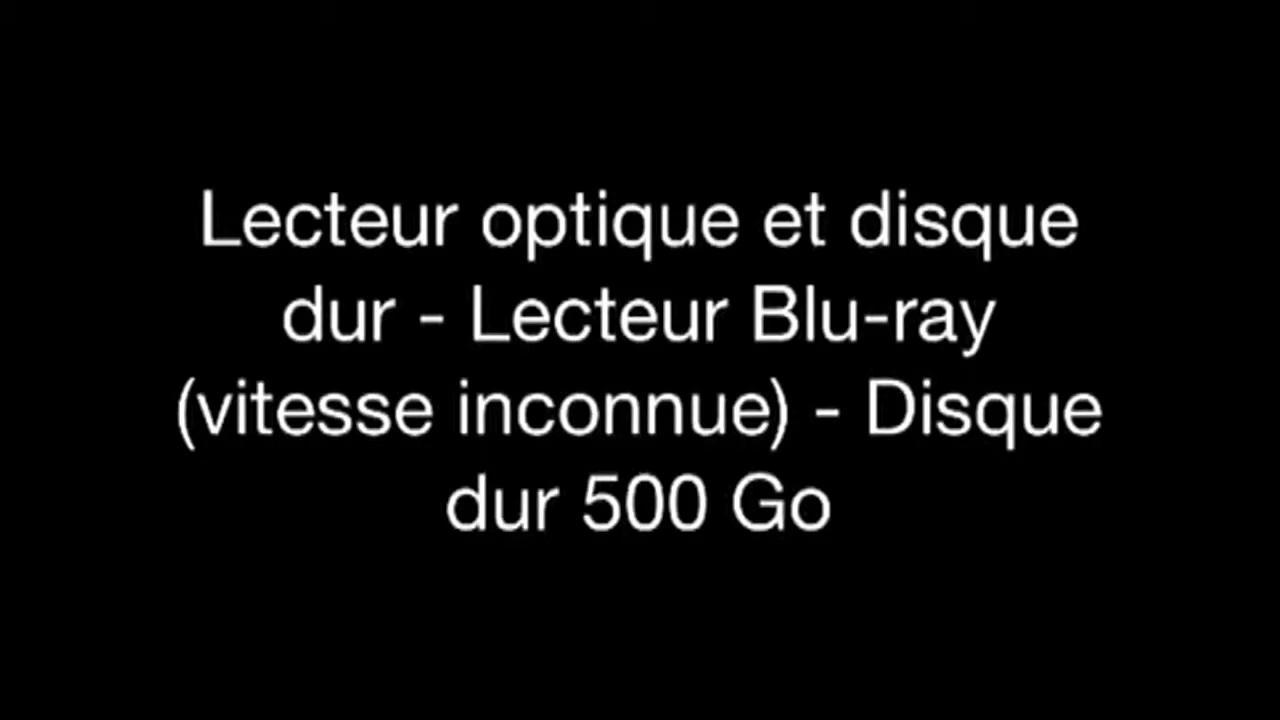 Lecteur optique et disque
dur - Lecteur Blu-ray
(vitesse inconnue) - Disque
dur 500 Go